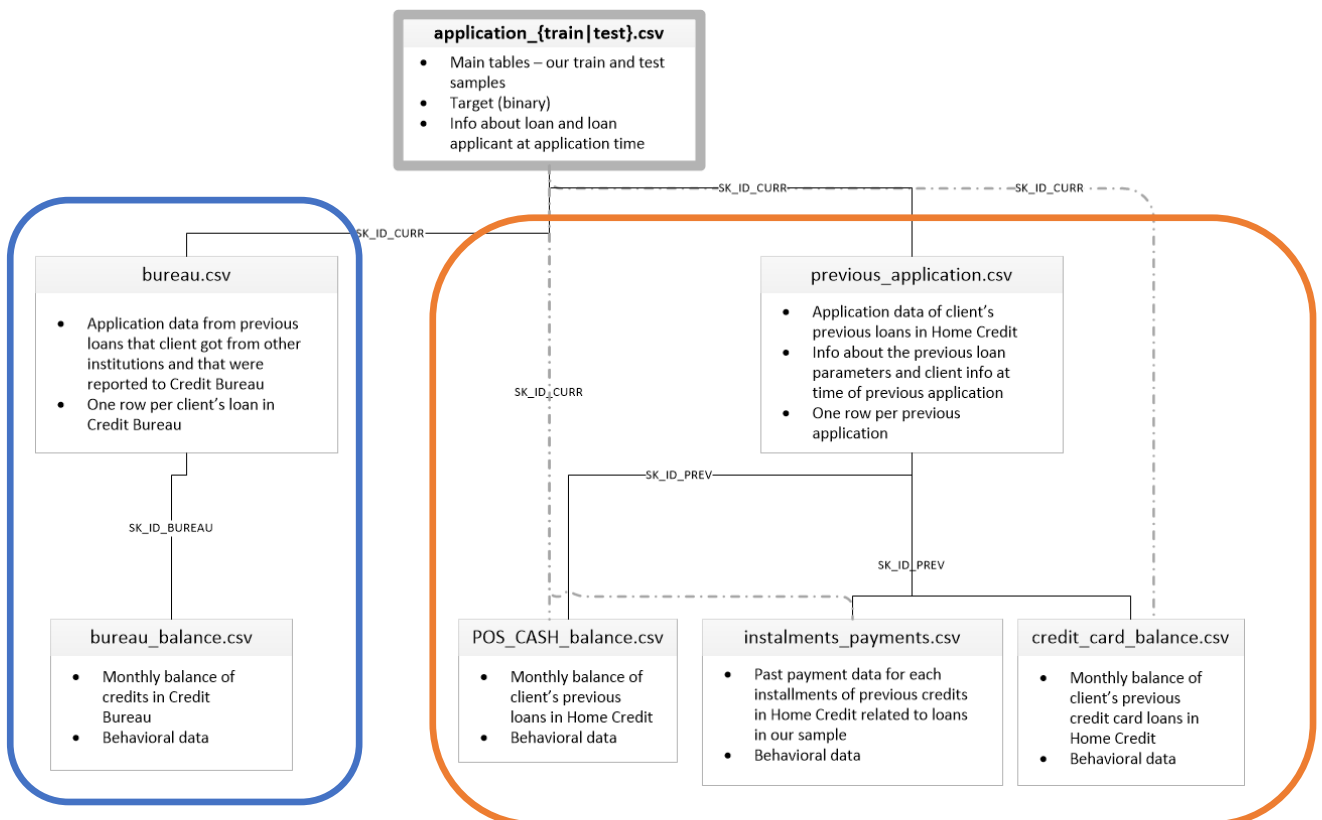 application_{train|test}.csv
• Main tables – our train and test
samples
• Target (binary)
• Info about loan and loan
applicant at application time
SK_ID_CURR
SK_ID_CURR
SK_ID_CURR
bureau.csv
• Application data from previous
loans that client got from other
institutions and that were
reported to Credit Bureau
• One row per client's loan in
Credit Bureau
previous_application.csv
• Application data of client's
previous loans in Home Credit
• Info about the previous loan
parameters and client info at
time of previous application
• One row per previous
application
SK_ID_CURR
SK_ID_PREV
SK_ID_BUREAU
SK_ID_PREV
bureau_balance.csv
• Monthly balance of
credits in Credit
Bureau
• Behavioral data
POS_CASH_balance.csv
• Monthly balance of
client's previous
loans in Home Credit
• Behavioral data
instalments_payments.csv
• Past payment data for each
installments of previous credits
in Home Credit related to loans
in our sample
• Behavioral data
credit_card_balance.csv
• Monthly balance of
client's previous
credit card loans in
Home Credit
• Behavioral data